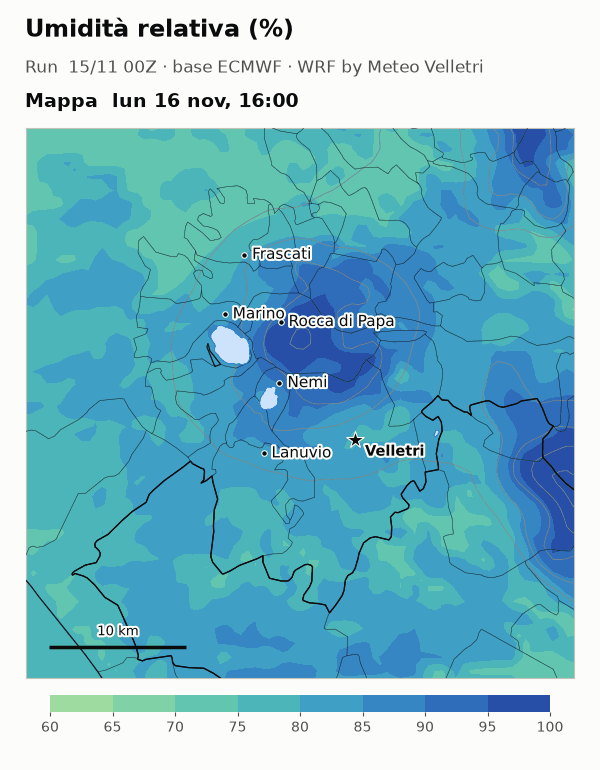 Umidità relativa (%)
Run  15/11 00Z · base ECMWF · WRF by Meteo Velletri
Mappa  lun 16 nov, 16:00
Frascati
Marino
Rocca di Papa
Nemi
Velletri
Lanuvio
10 km
60 65 70 75 80 85 90 95 100